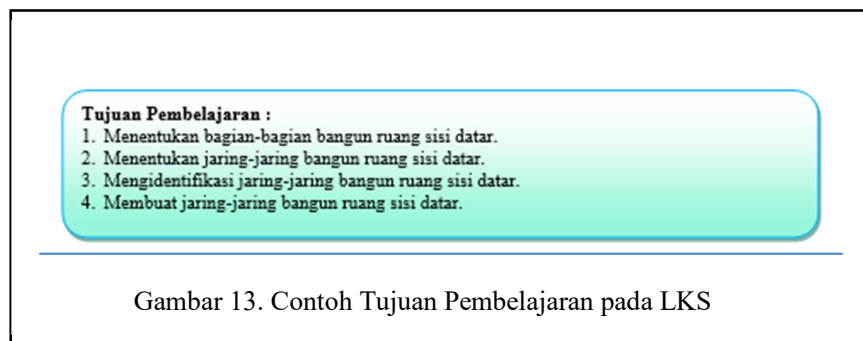 Tujuan Pembelajaran :
1. Menentukan bagian-bagian bangun ruang sisi datar.
2. Menentukan jaring-jaring bangun ruang sisi datar.
3. Mengidentifikasi jaring-jaring bangun ruang sisi datar.
4. Membuat jaring-jaring bangun ruang sisi datar.
Gambar 13. Contoh Tujuan Pembelajaran pada LKS